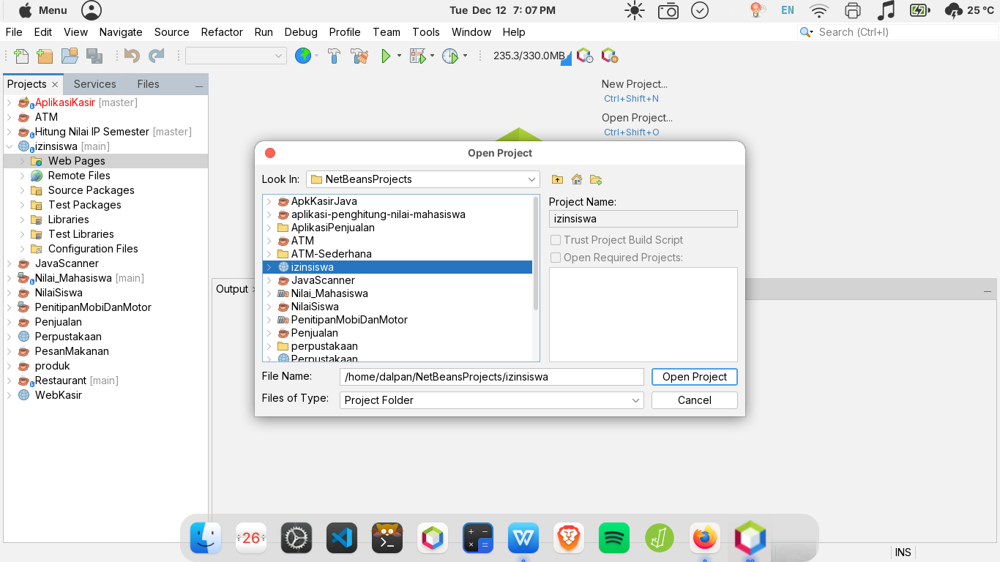 Menu
Tue Dec 12 7:07 PM
EN
25 °C
File Edit View Navigate Source Refactor Run Debug Profile Team Tools Window Help
Search (Ctrl+I)
235.3/330.0MB
Projects
Services
Files
AplikasiKasir [master]
ATM
Hitung Nilai IP Semester [master]
izinsiswa [main]
Web Pages
Remote Files
Source Packages
Test Packages
Libraries
Test Libraries
Configuration Files
JavaScanner
Nilai_Mahasiswa [main]
NilaiSiswa
PenitipanMobiDanMotor
Penjualan
Perpustakaan
PesanMakanan
produk
Restaurant [main]
WebKasir
New Project...
Ctrl+Shift+N
Open Project...
Ctrl+Shift+O
Output
Open Project
Look In: NetBeansProjects
ApkKasirJava
aplikasi-penghitung-nilai-mahasiswa
AplikasiPenjualan
ATM
ATM-Sederhana
izinsiswa
JavaScanner
Nilai_Mahasiswa
NilaiSiswa
PenitipanMobiDanMotor
Penjualan
perpustakaan
Perpustakaan
Project Name:
izinsiswa
Trust Project Build Script
Open Required Projects:
File Name: /home/dalpan/NetBeansProjects/izinsiswa
Open Project
Files of Type: Project Folder
Cancel
26
INS